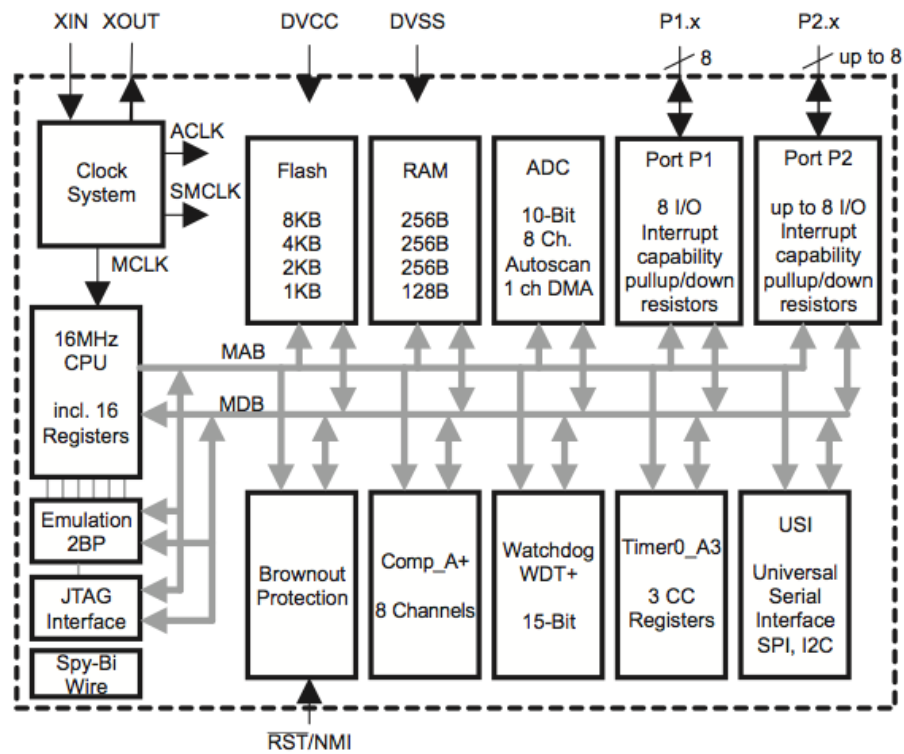 XIN XOUT DVCC DVSS P1.x P2.x
8 up to 8
ACLK
SMCLK
MCLK
Clock
System
Flash
8KB
4KB
2KB
1KB
RAM
256B
256B
256B
128B
ADC
10-Bit
8 Ch.
Autoscan
1 ch DMA
Port P1
8 I/O
Interrupt
capability
pullup/down
resistors
Port P2
up to 8 I/O
Interrupt
capability
pullup/down
resistors
16MHz
CPU
incl. 16
Registers
MAB
MDB
Emulation
2BP
JTAG
Interface
Spy-Bi
Wire
Brownout
Protection
Comp_A+
8 Channels
Watchdog
WDT+
15-Bit
Timer0_A3
3 CC
Registers
USI
Universal
Serial
Interface
SPI, I2C
RST/NMI